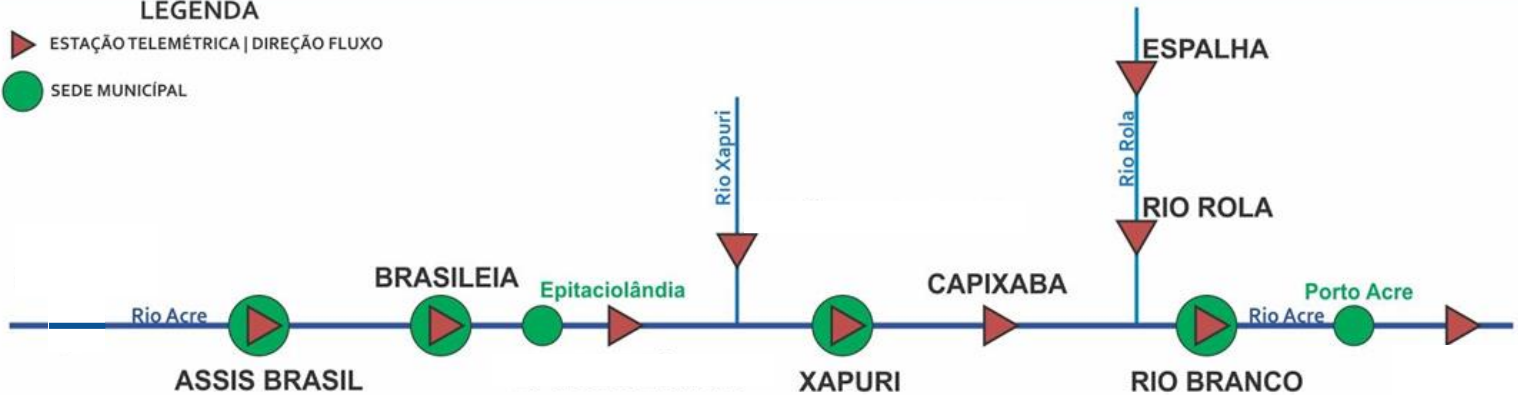 LEGENDA
ESTAÇÃO TELEMÉTRICA | DIREÇÃO FLUXO
SEDE MUNICÍPAL
ESPALHA
Rio Xapuri
Rio Rola
RIO ROLA
BRASILEIA
Epitaciolândia
CAPIXABA
Porto Acre
Rio Acre
Rio Acre
ASSIS BRASIL
XAPURI
RIO BRANCO